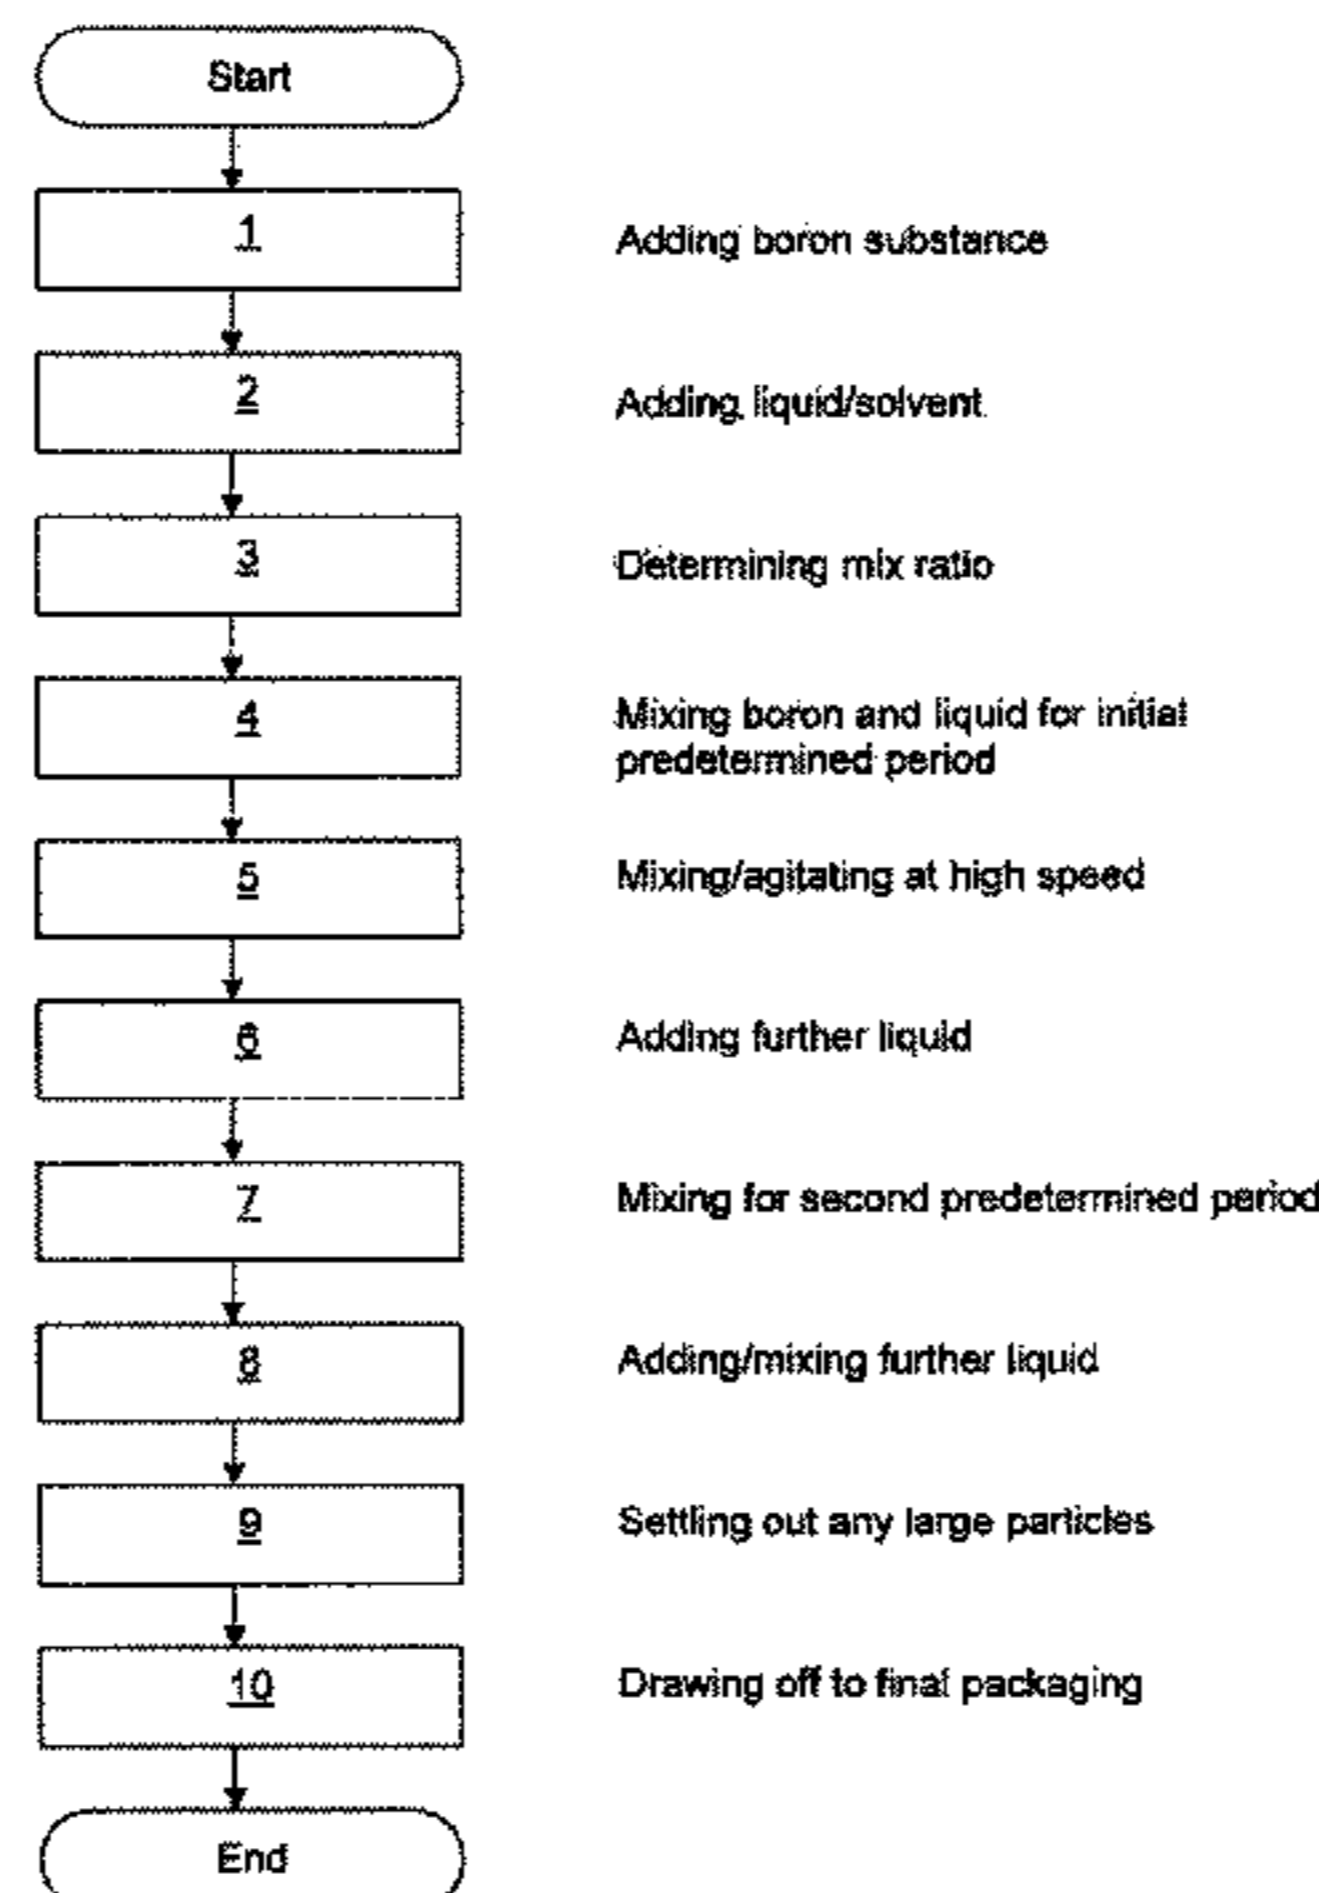 Start
1
Adding boron substance
2
Adding liquid/solvent
3
Determining mix ratio
4
Mixing boron and liquid for initial
predetermined period
5
Mixing/agitating at high speed
6
Adding further liquid
7
Mixing for second predetermined period
8
Adding/mixing further liquid
9
Settling out any large particles
10
Drawing off to final packaging
End